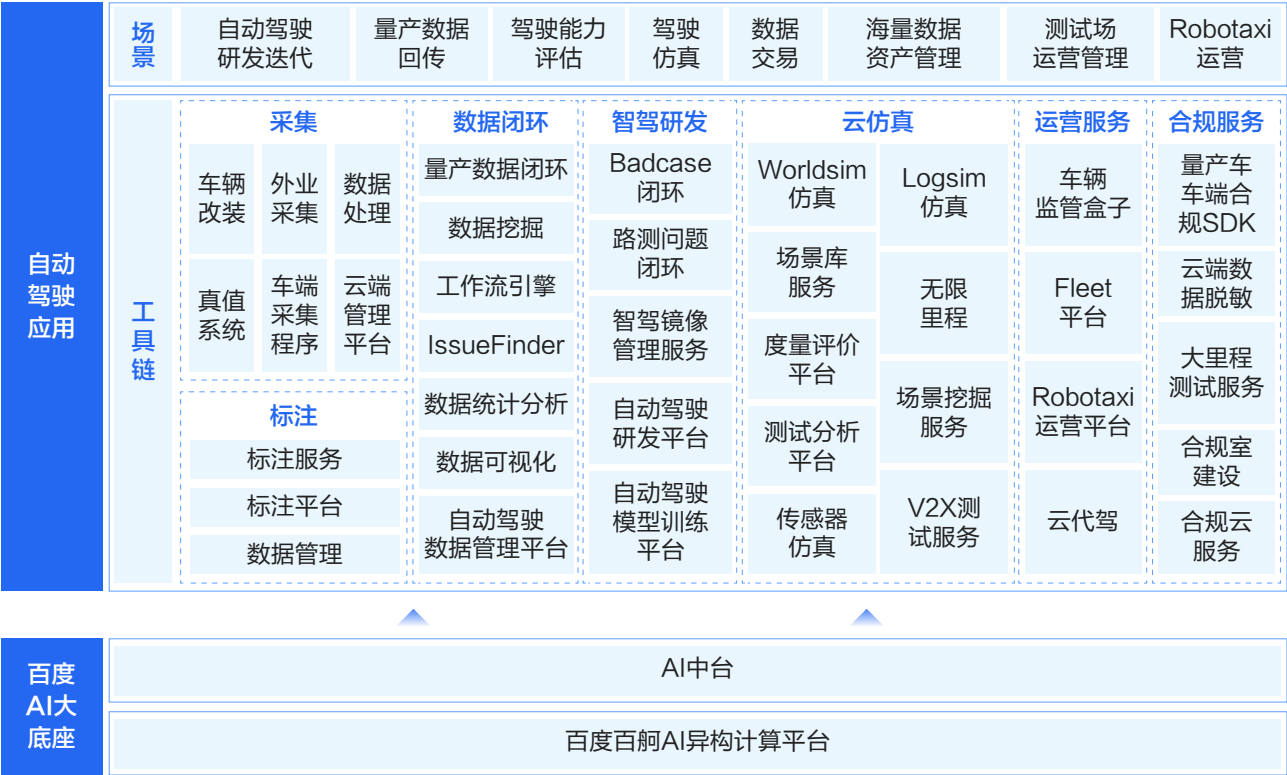 自动
驾驶
应用
场
景
自动驾驶
研发迭代
量产数据
回传
驾驶能力
评估
驾驶
仿真
数据
交易
海量数据
资产管理
测试场
运营管理
Robotaxi
运营
工
具
链
采集
车辆
改装
外业
采集
数据
处理
真值
系统
车端
采集
程序
云端
管理
平台
标注
标注服务
标注平台
数据管理
数据闭环
量产数据闭环
数据挖掘
工作流引擎
IssueFinder
数据统计分析
数据可视化
自动驾驶
数据管理平台
智驾研发
Badcase
闭环
路测问题
闭环
智驾镜像
管理服务
自动驾驶
研发平台
自动驾驶
模型训练
平台
云仿真
Worldsim
仿真
场景库
服务
度量评价
平台
测试分析
平台
传感器
仿真
Logsim
仿真
无限
里程
场景挖掘
服务
V2X测
试服务
运营服务
车辆
监管盒子
Fleet
平台
Robotaxi
运营平台
云代驾
合规服务
量产车
车端合
规SDK
云端数
据脱敏
大里程
测试服务
合规室
建设
合规云
服务
百度
AI大
底座
AI中台
百度百舸AI异构计算平台